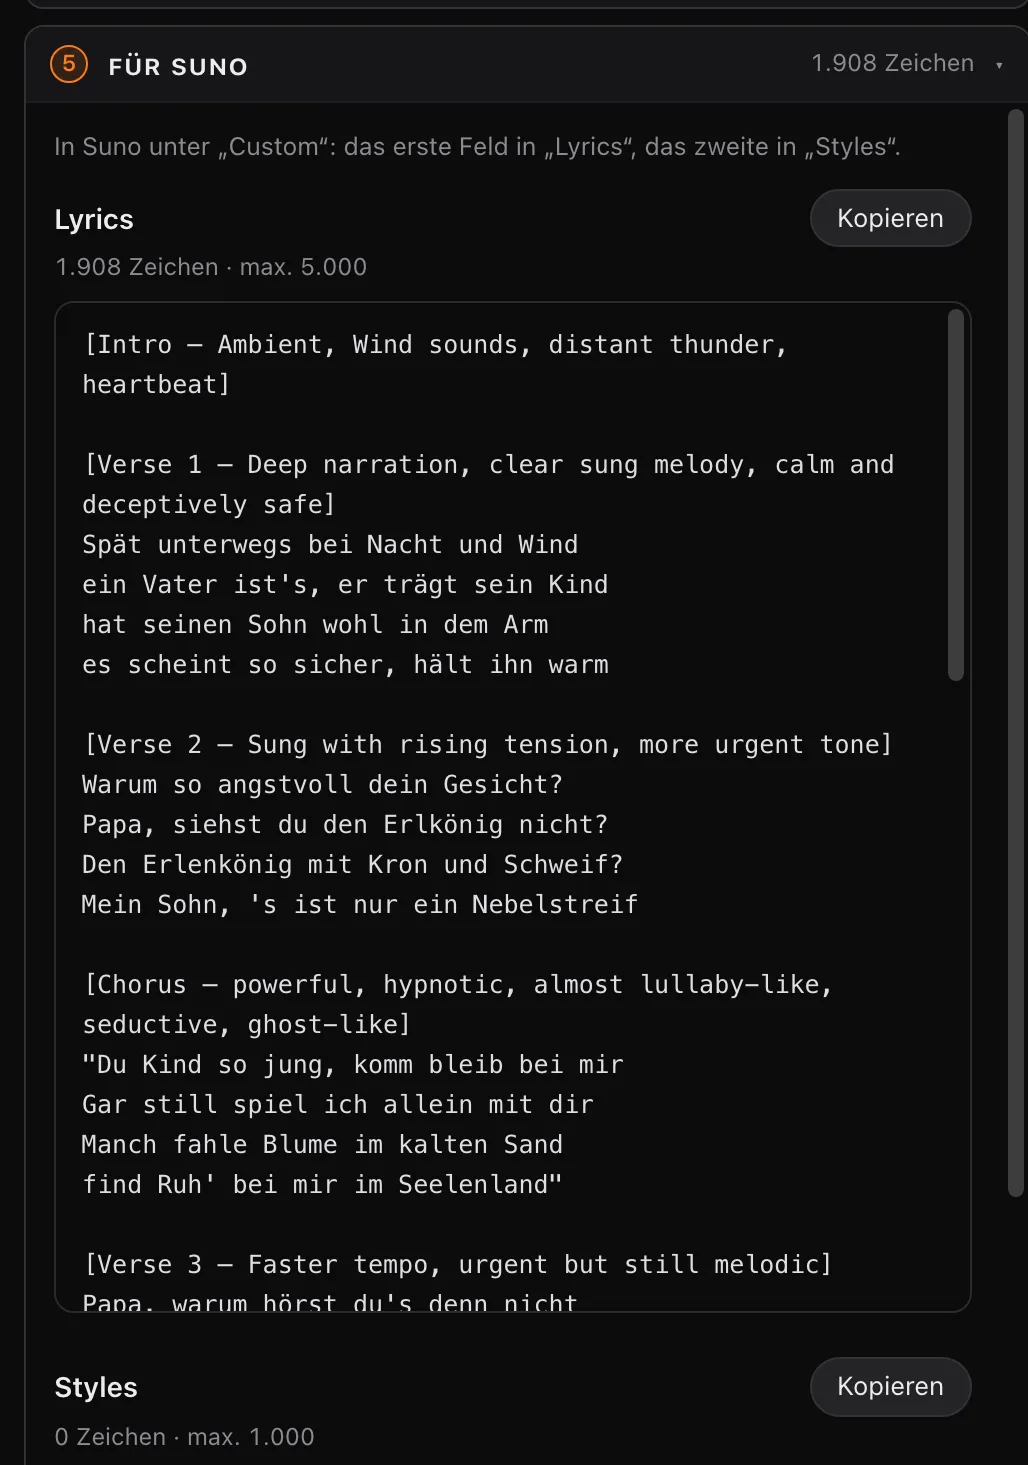 5 FÜR SUNO 1.908 Zeichen ▾
In Suno unter „Custom“: das erste Feld in „Lyrics“, das zweite in „Styles“.
Lyrics Kopieren
1.908 Zeichen · max. 5.000
[Intro – Ambient, Wind sounds, distant thunder,
heartbeat]
[Verse 1 – Deep narration, clear sung melody, calm and
deceptively safe]
Spät unterwegs bei Nacht und Wind
ein Vater ist's, er trägt sein Kind
hat seinen Sohn wohl in dem Arm
es scheint so sicher, hält ihn warm
[Verse 2 – Sung with rising tension, more urgent tone]
Warum so angstvoll dein Gesicht?
Papa, siehst du den Erlkönig nicht?
Den Erlenkönig mit Kron und Schweif?
Mein Sohn, 's ist nur ein Nebelstreif
[Chorus – powerful, hypnotic, almost lullaby-like,
seductive, ghost-like]
"Du Kind so jung, komm bleib bei mir
Gar still spiel ich allein mit dir
Manch fahle Blume im kalten Sand
find Ruh' bei mir im Seelenland"
[Verse 3 – Faster tempo, urgent but still melodic]
Papa, warum hörst du's denn nicht
Styles Kopieren
0 Zeichen · max. 1.000